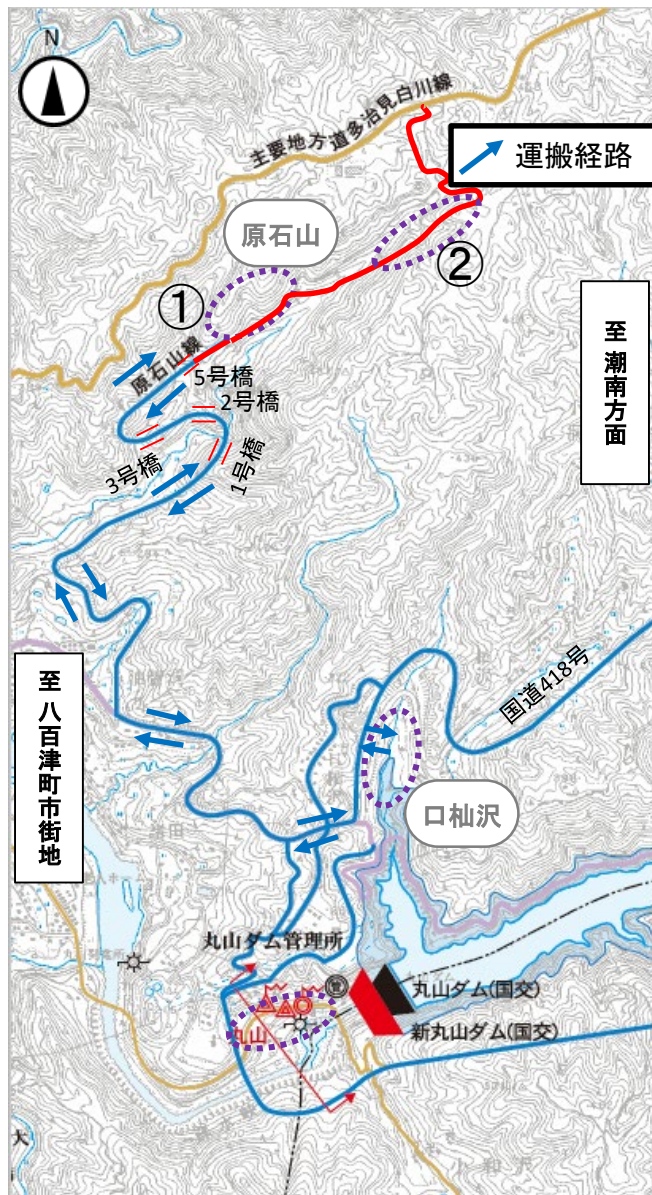 N
主要地方道多治見白川線
運搬経路
原石山
②
①
至 潮南方面
原石山線
5号橋
2号橋
3号橋
1号橋
国道418号
至 八百津町市街地
口杣沢
丸山ダム管理所
丸山ダム(国交)
新丸山ダム(国交)
丸山